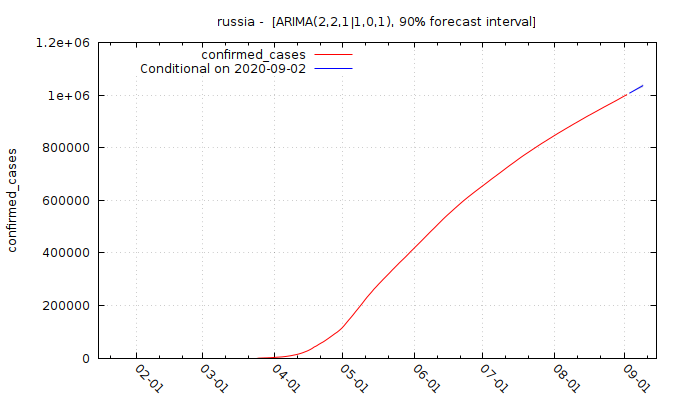 russia -  [ARIMA(2,2,1|1,0,1), 90% forecast interval]
1.2e+06
confirmed_cases
Conditional on 2020-09-02
1e+06
800000
600000
400000
200000
0
confirmed_cases
02-01
03-01
04-01
05-01
06-01
07-01
08-01
09-01